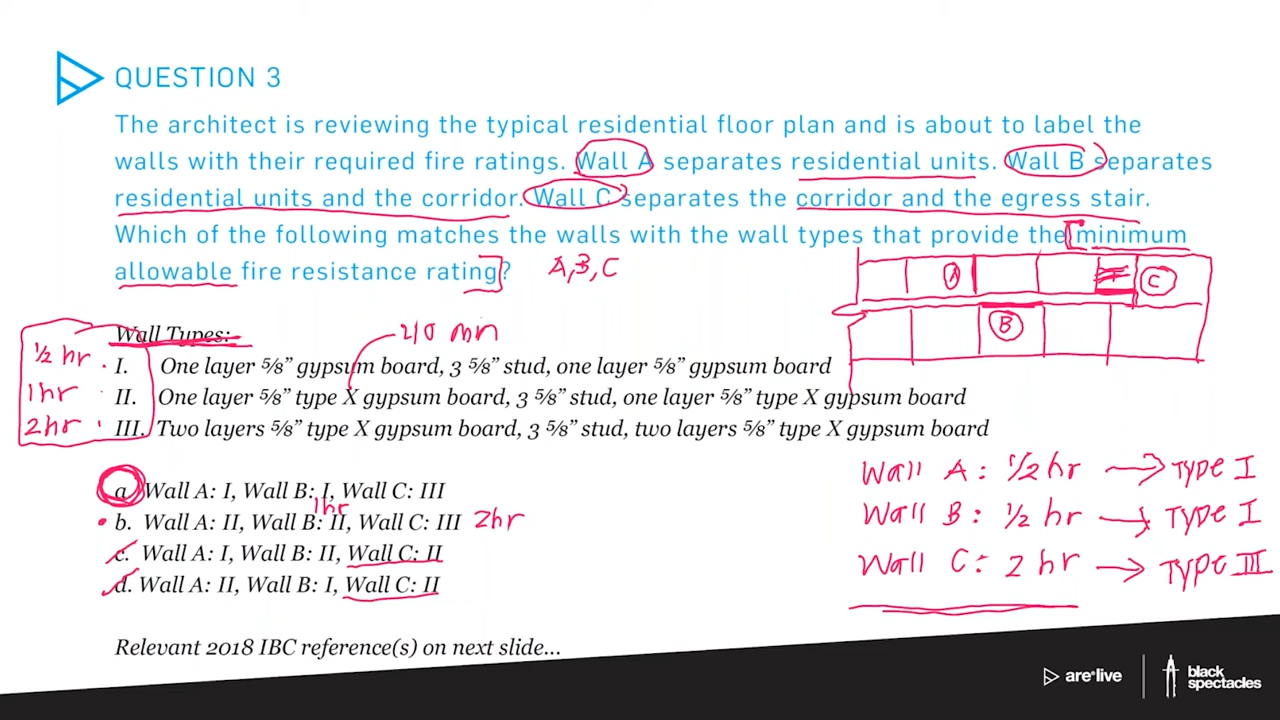 QUESTION 3
The architect is reviewing the typical residential floor plan and is about to label the
walls with their required fire ratings. Wall A separates residential units. Wall B separates
residential units and the corridor. Wall C separates the corridor and the egress stair.
Which of the following matches the walls with the wall types that provide the [minimum
allowable fire resistance rating]? A, B, C
A
C
B
Wall Types:
1/2 hr I. One layer 5/8” gypsum board, 3 5/8” stud, one layer 5/8” gypsum board
1 hr II. One layer 5/8” type X gypsum board, 3 5/8” stud, one layer 5/8” type X gypsum board
2 hr III. Two layers 5/8” type X gypsum board, 3 5/8” stud, two layers 5/8” type X gypsum board
a. Wall A: I, Wall B: I, Wall C: III
1hr
b. Wall A: II, Wall B: II, Wall C: III 2hr
c. Wall A: I, Wall B: II, Wall C: II
d. Wall A: II, Wall B: I, Wall C: II
Wall A: 1/2 hr → Type I
Wall B: 1/2 hr → Type I
Wall C: 2 hr → Type III
Relevant 2018 IBC reference(s) on next slide...
are live
black
spectacles